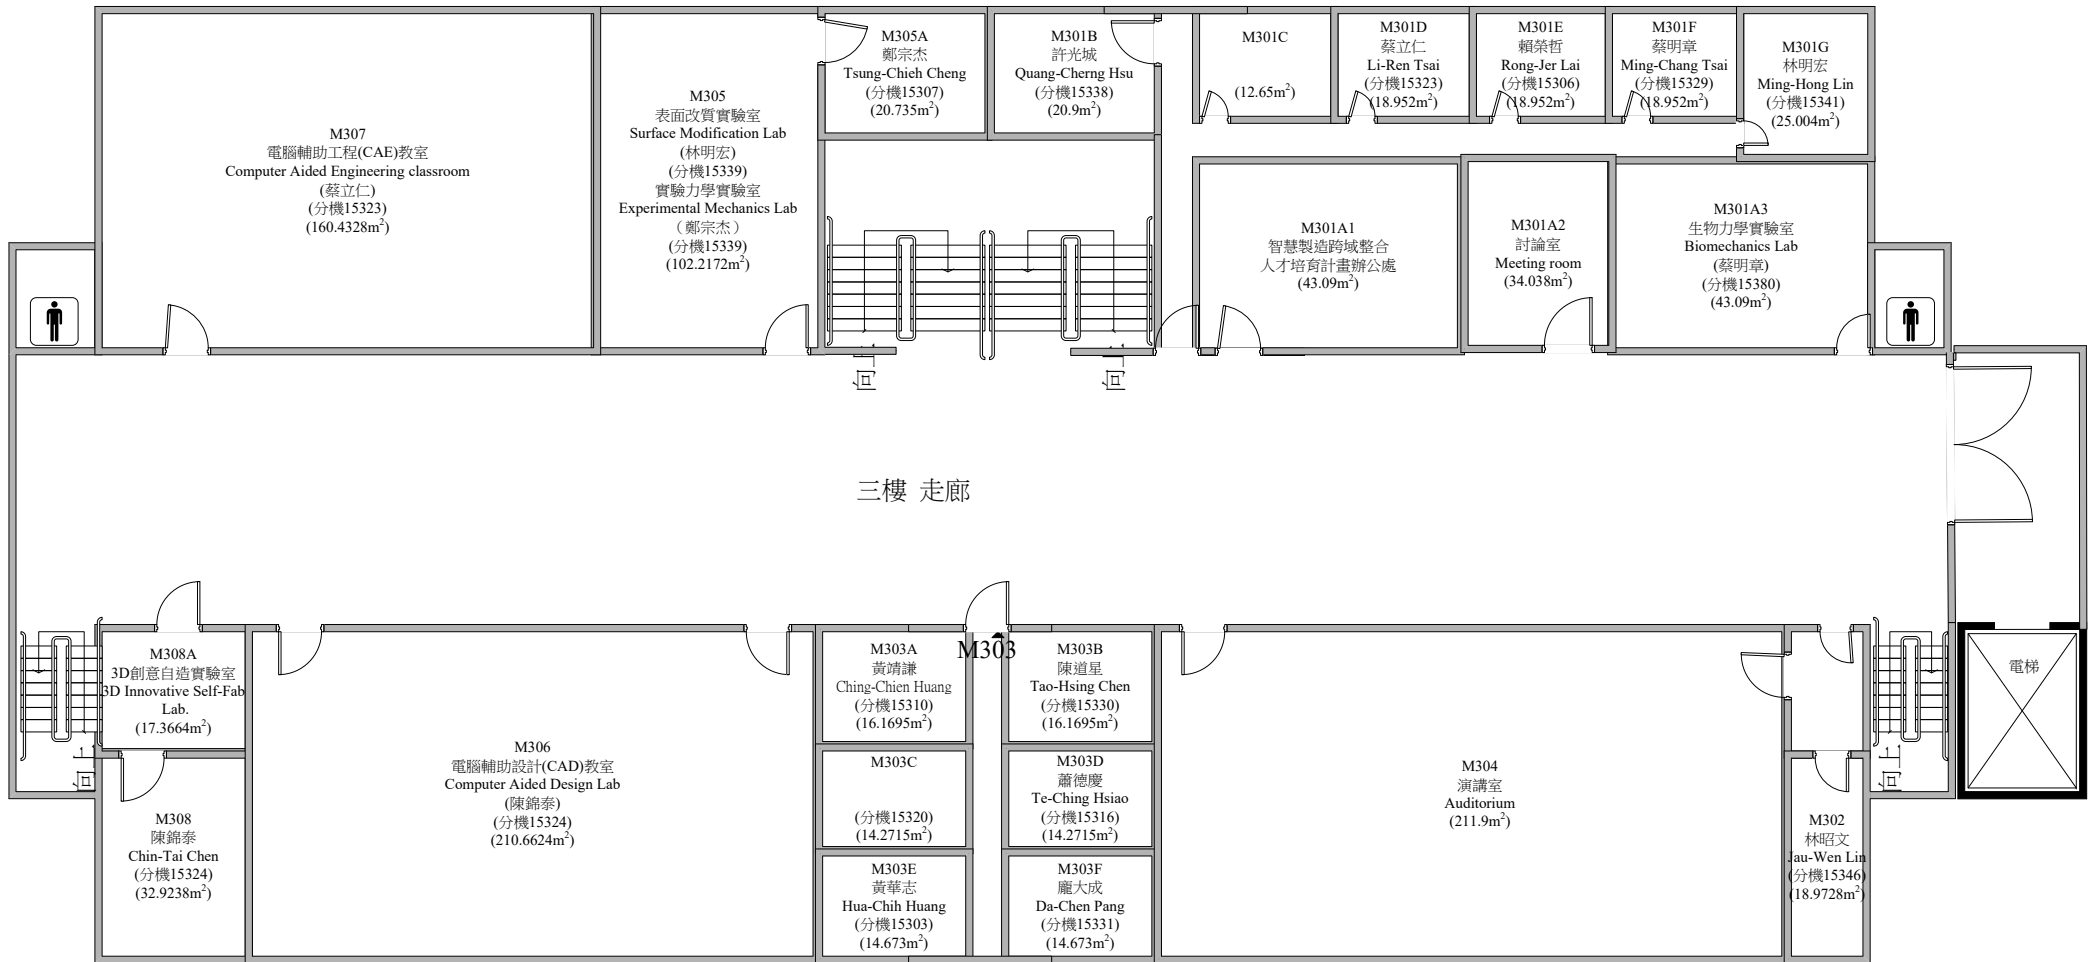 M307
電腦輔助工程(CAE)教室
Computer Aided Engineering classroom
(蔡立仁)
(分機15323)
(160.4328m²)
M305
表面改質實驗室
Surface Modification Lab
(林明宏)
(分機15339)
實驗力學實驗室
Experimental Mechanics Lab
（鄭宗杰）
(分機15339)
(102.2172m²)
M305A
鄭宗杰
Tsung-Chieh Cheng
(分機15307)
(20.735m²)
M301B
許光城
Quang-Cherng Hsu
(分機15338)
(20.9m²)
M301C
(12.65m²)
M301D
蔡立仁
Li-Ren Tsai
(分機15323)
(18.952m²)
M301E
賴榮哲
Rong-Jer Lai
(分機15306)
(18.952m²)
M301F
蔡明章
Ming-Chang Tsai
(分機15329)
(18.952m²)
M301G
林明宏
Ming-Hong Lin
(分機15341)
(25.004m²)
M301A1
智慧製造跨域整合
人才培育計畫辦公處
(43.09m²)
M301A2
討論室
Meeting room
(34.038m²)
M301A3
生物力學實驗室
Biomechanics Lab
(蔡明章)
(分機15380)
(43.09m²)
向上
向下
三樓 走廊
M308A
3D創意自造實驗室
3D Innovative Self-Fab
Lab.
(17.3664m²)
向上
M308
陳錦泰
Chin-Tai Chen
(分機15324)
(32.9238m²)
M306
電腦輔助設計(CAD)教室
Computer Aided Design Lab
(陳錦泰)
(分機15324)
(210.6624m²)
M303
M303A
黃靖謙
Ching-Chien Huang
(分機15310)
(16.1695m²)
M303B
陳道星
Tao-Hsing Chen
(分機15330)
(16.1695m²)
M303C
(分機15320)
(14.2715m²)
M303D
蕭德慶
Te-Ching Hsiao
(分機15316)
(14.2715m²)
M303E
黃華志
Hua-Chih Huang
(分機15303)
(14.673m²)
M303F
龐大成
Da-Chen Pang
(分機15331)
(14.673m²)
M304
演講室
Auditorium
(211.9m²)
M302
林昭文
Jau-Wen Lin
(分機15346)
(18.9728m²)
向上
電梯